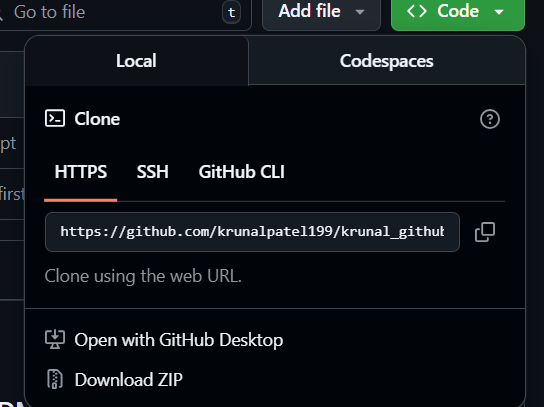 Go to file t Add file Code
Local Codespaces
Clone
HTTPS SSH GitHub CLI
https://github.com/krunalpatel199/krunal_github
Clone using the web URL.
Open with GitHub Desktop
Download ZIP